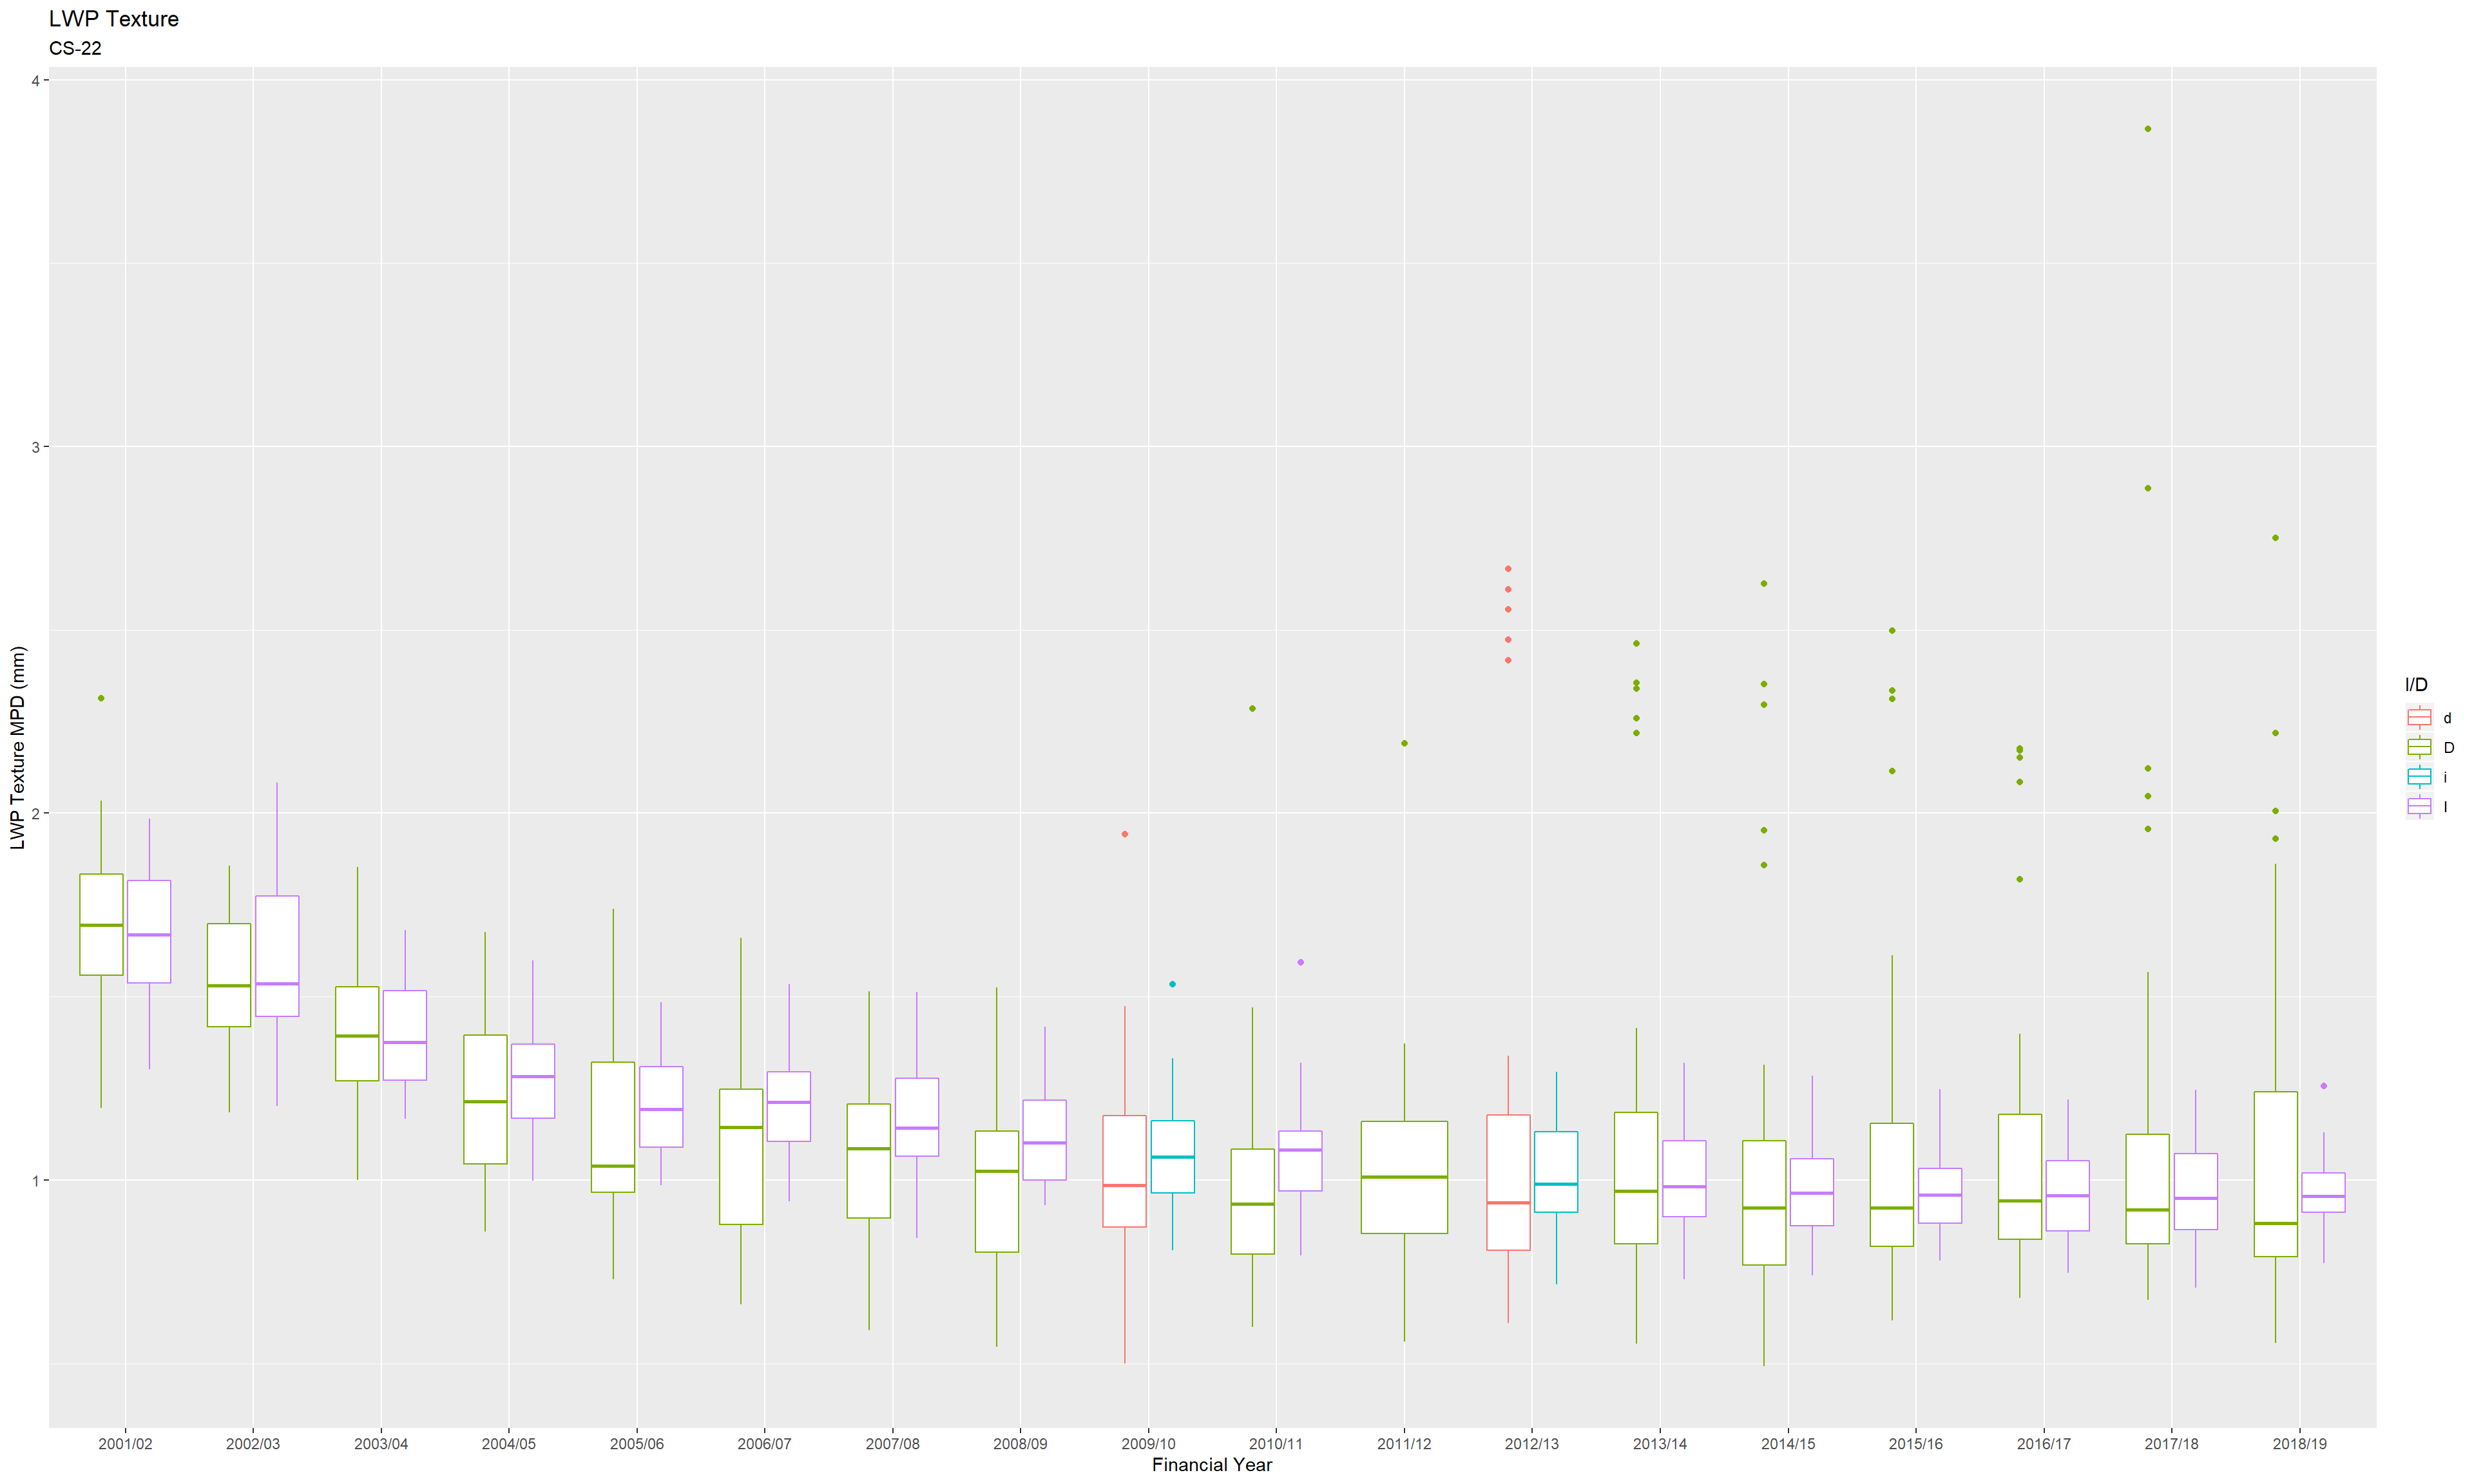 LWP Texture
CS-22
4
3
2
1
LWP Texture MPD (mm)
2001/02 2002/03 2003/04 2004/05 2005/06 2006/07 2007/08 2008/09 2009/10 2010/11 2011/12 2012/13 2013/14 2014/15 2015/16 2016/17 2017/18 2018/19
Financial Year
I/D
d
D
i
I